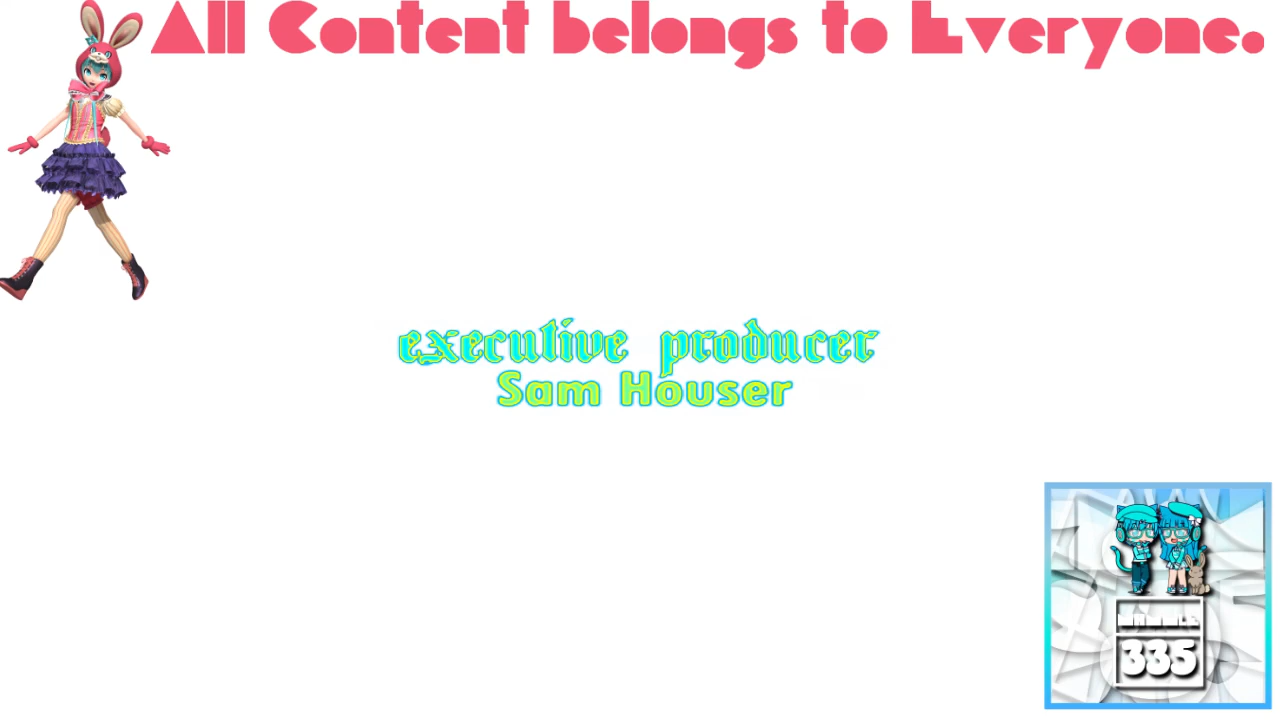 All Content belongs to Everyone.
executive producer
Sam Houser
335